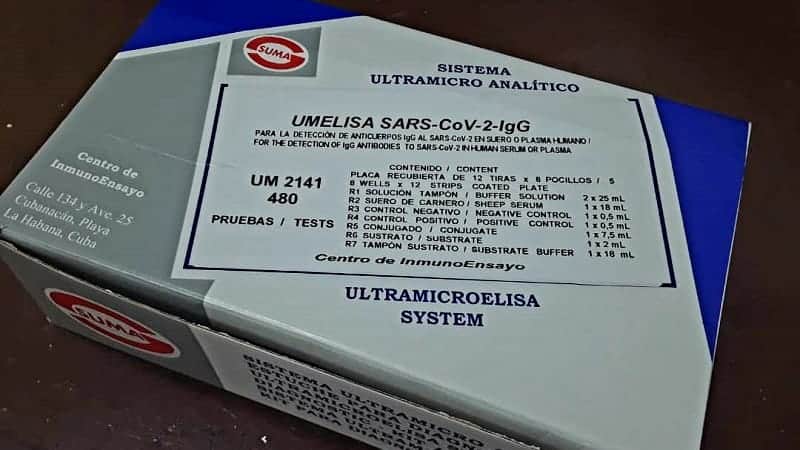 SUMA
SISTEMA
ULTRAMICRO ANALÍTICO
UMELISA SARS-CoV-2-IgG
PARA LA DETECCIÓN DE ANTICUERPOS IgG AL SARS-CoV-2 EN SUERO O PLASMA HUMANO /
FOR THE DETECTION OF IgG ANTIBODIES TO SARS-CoV-2 IN HUMAN SERUM OR PLASMA
UM 2141
480
PRUEBAS / TESTS
CONTENIDO / CONTENT
PLACA RECUBIERTA DE 12 TIRAS x 8 POCILLOS / 5
8 WELLS x 12 STRIPS COATED PLATE
R1 SOLUCIÓN TAMPÓN / BUFFER SOLUTION 2 x 25 mL
R2 SUERO DE CARNERO / SHEEP SERUM 1 x 18 mL
R3 CONTROL NEGATIVO / NEGATIVE CONTROL 1 x 0,5 mL
R4 CONTROL POSITIVO / POSITIVE CONTROL 1 x 0,5 mL
R5 CONJUGADO / CONJUGATE 1 x 7,5 mL
R6 SUSTRATO / SUBSTRATE 1 x 2 mL
R7 TAMPÓN SUSTRATO / SUBSTRATE BUFFER 1 x 18 mL
Centro de InmunoEnsayo
Centro de
InmunoEnsayo
Calle 134 y Ave. 25
Cubanacán, Playa
La Habana, Cuba
ULTRAMICROELISA
SYSTEM
SUMA
SISTEMA ULTRAMICRO
ESTUCHE PARA